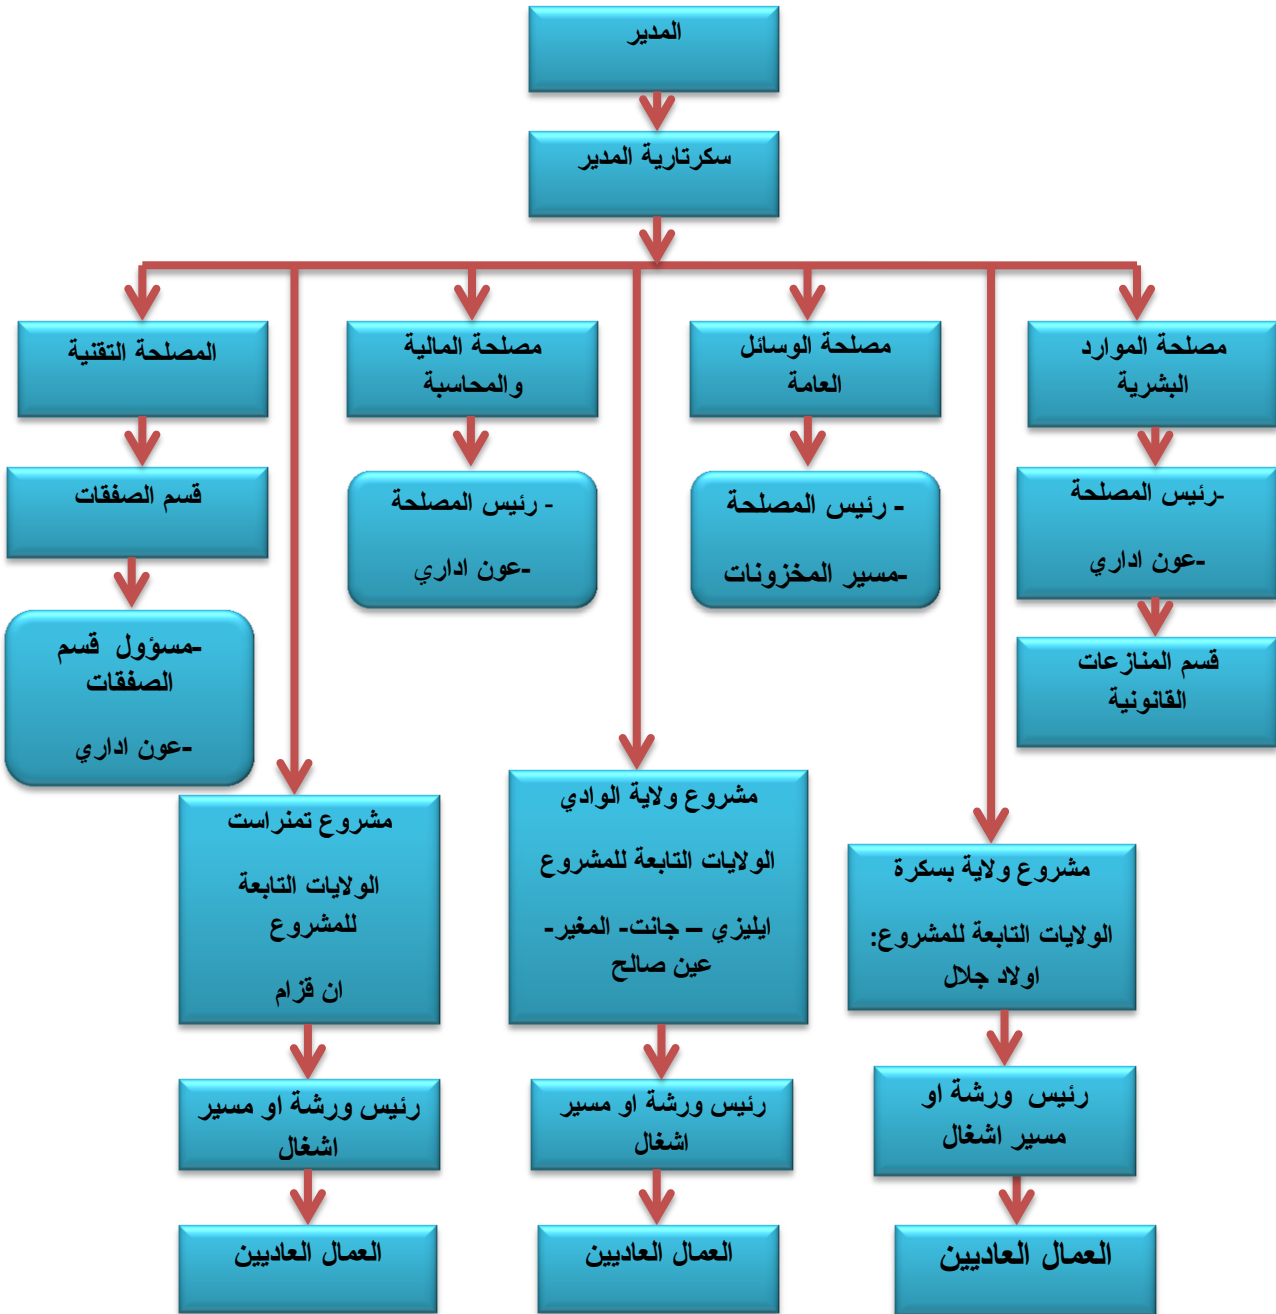 المدير
سكرتارية المدير
مصلحة الموارد
البشرية
مصلحة الوسائل
العامة
مصلحة المالية
والمحاسبة
المصلحة التقنية
-رئيس المصلحة
-عون اداري
- رئيس المصلحة
-مسير المخزونات
- رئيس المصلحة
-عون اداري
قسم الصفقات
قسم المنازعات
القانونية
-مسؤول قسم
الصفقات
-عون اداري
مشروع ولاية بسكرة
الولايات التابعة للمشروع:
اولاد جلال
مشروع ولاية الوادي
الولايات التابعة للمشروع
ايليزي – جانت- المغير-
عين صالح
مشروع تمنراست
الولايات التابعة
للمشروع
ان قزام
رئيس ورشة او
مسير اشغال
رئيس ورشة او مسير
اشغال
رئيس ورشة او مسير
اشغال
العمال العاديين
العمال العاديين
العمال العاديين